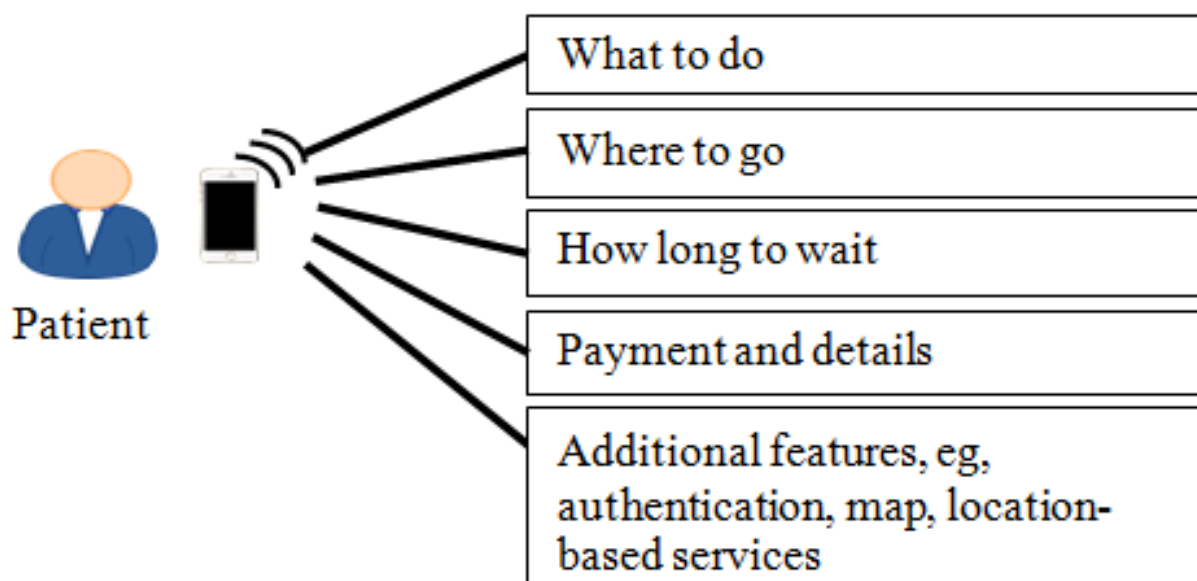 What to do
Where to go
How long to wait
Patient
Payment and details
Additional features, eg,
authentication, map, location-
based services